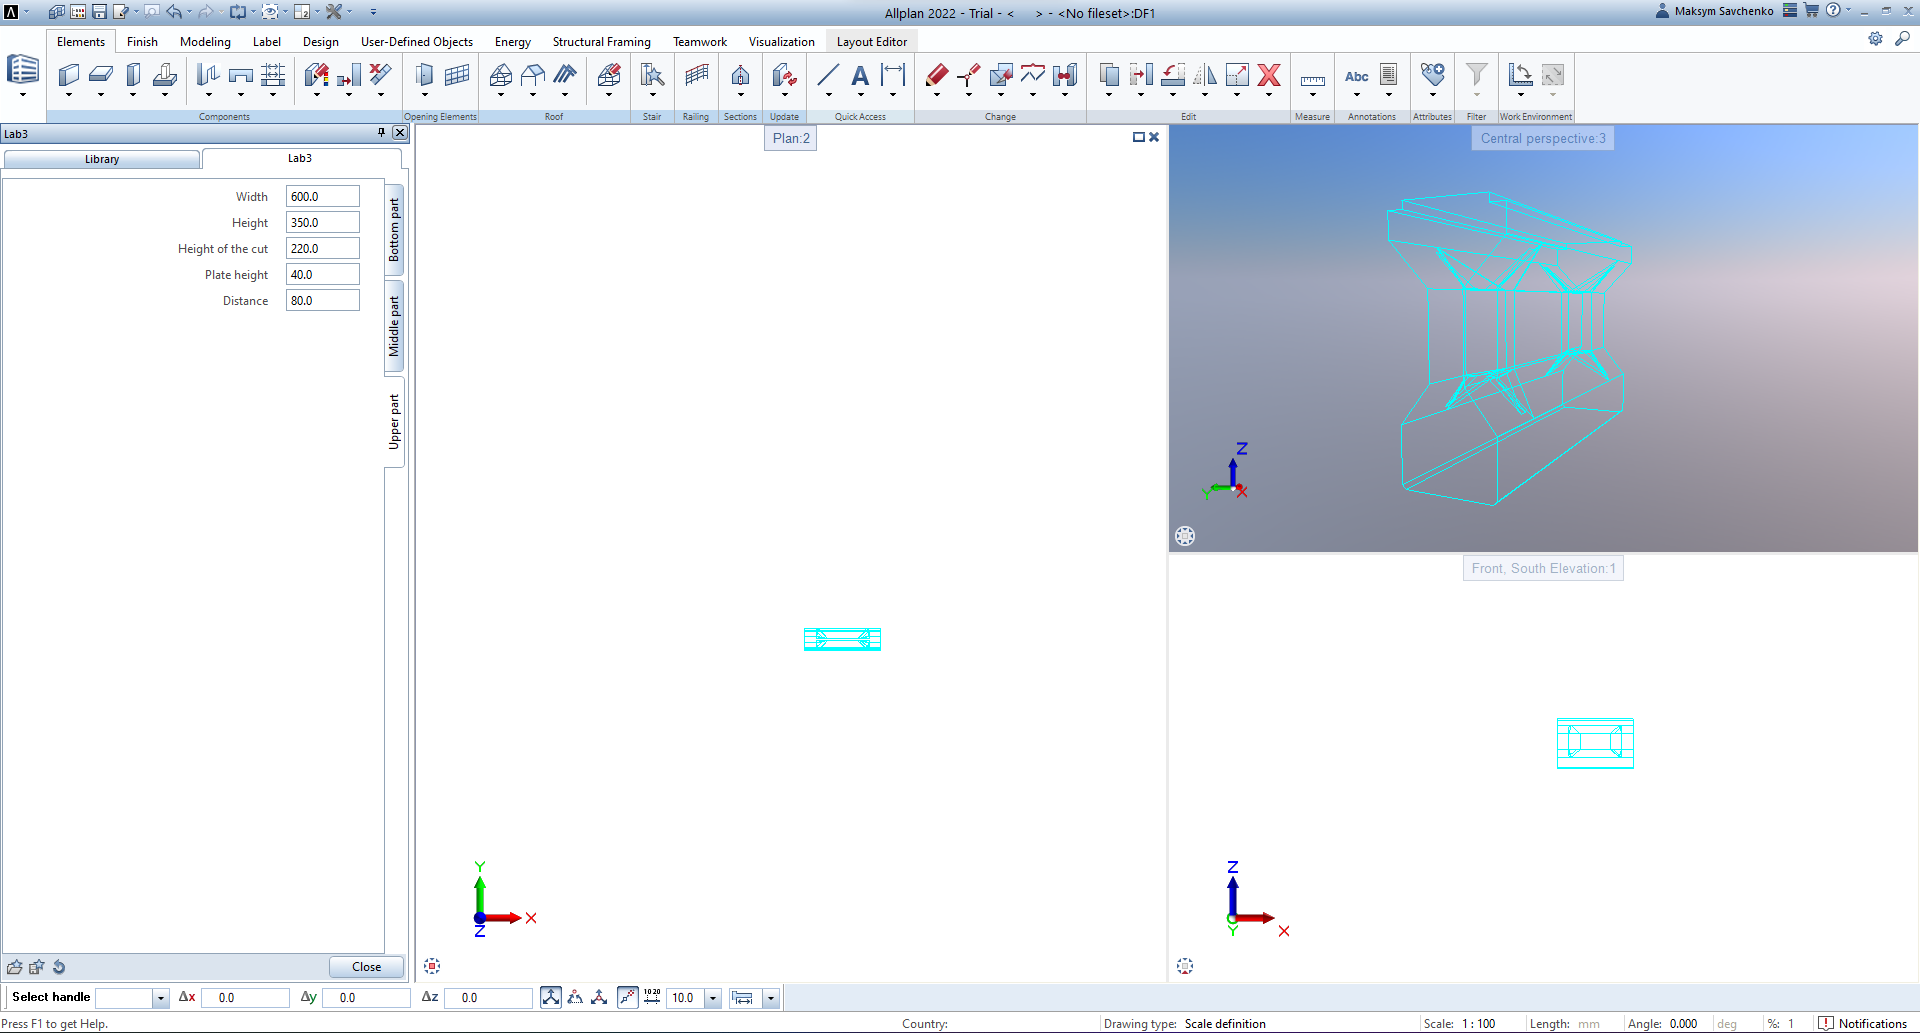 Allplan 2022 - Trial - < > - <No fileset>:DF1
Maksym Savchenko
Elements Finish Modeling Label Design User-Defined Objects Energy Structural Framing Teamwork Visualization Layout Editor
Abc
Components Opening Elements Roof Stair Railing Sections Update Quick Access Change Edit Measure Annotations Attributes Filter Work Environment
Lab3
Library Lab3
Width 600.0
Height 350.0
Height of the cut 220.0
Plate height 40.0
Distance 80.0
Bottom part
Middle part
Upper part
Close
Plan:2
Y
X
Z
Central perspective:3
Z
Y X
Front, South Elevation:1
Z
Y X
Select handle Δx 0.0 Δy 0.0 Δz 0.0 10 20 10.0
Press F1 to get Help. Country: Drawing type: Scale definition Scale: 1 : 100 Length: mm Angle: 0.000 deg %: 1 Notifications